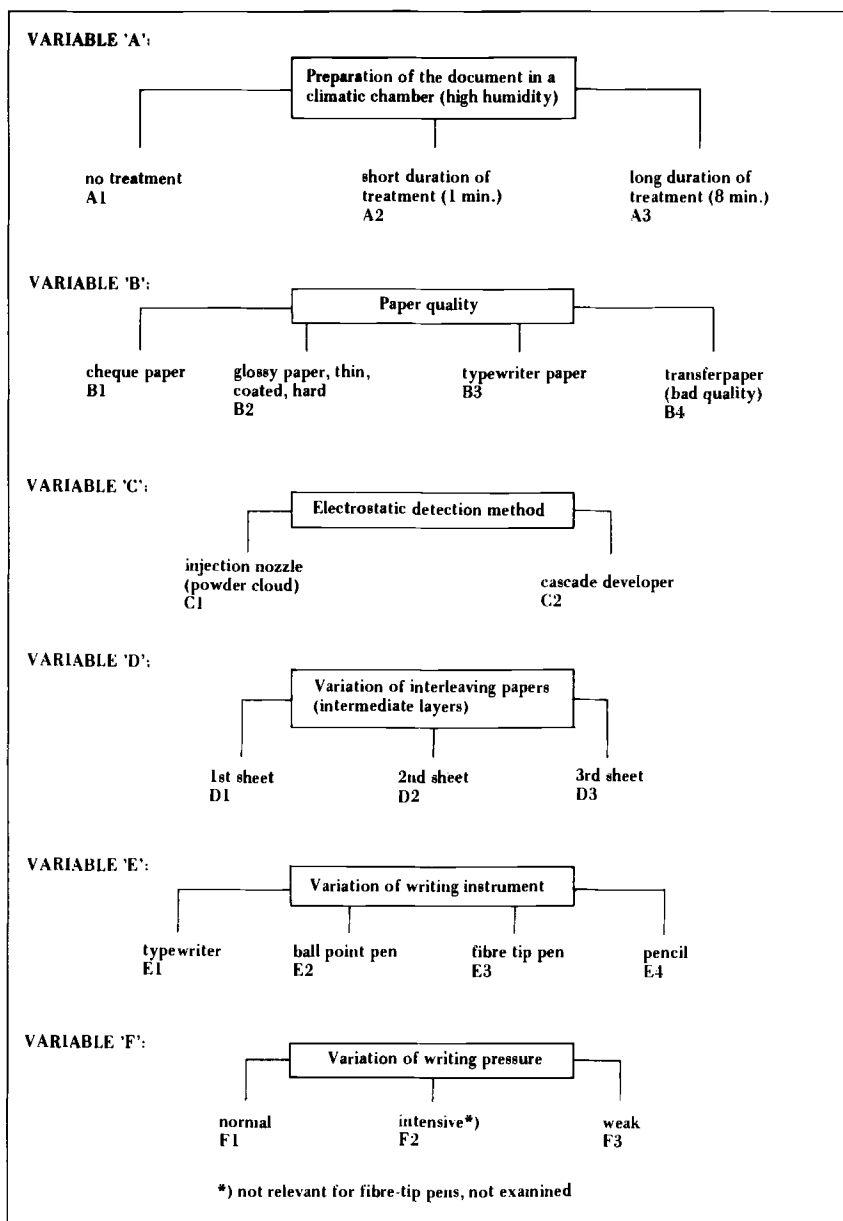 VARIABLE 'A':
Preparation of the document in a
climatic chamber (high humidity)
no treatment
A1
short duration of
treatment (1 min.)
A2
long duration of
treatment (8 min.)
A3
VARIABLE 'B':
Paper quality
cheque paper
B1
glossy paper, thin,
coated, hard
B2
typewriter paper
B3
transferpaper
(bad quality)
B4
VARIABLE 'C':
Electrostatic detection method
injection nozzle
(powder cloud)
C1
cascade developer
C2
VARIABLE 'D':
Variation of interleaving papers
(intermediate layers)
1st sheet
D1
2nd sheet
D2
3rd sheet
D3
VARIABLE 'E':
Variation of writing instrument
typewriter
E1
ball point pen
E2
fibre tip pen
E3
pencil
E4
VARIABLE 'F':
Variation of writing pressure
normal
F1
intensive*)
F2
weak
F3
*) not relevant for fibre-tip pens, not examined